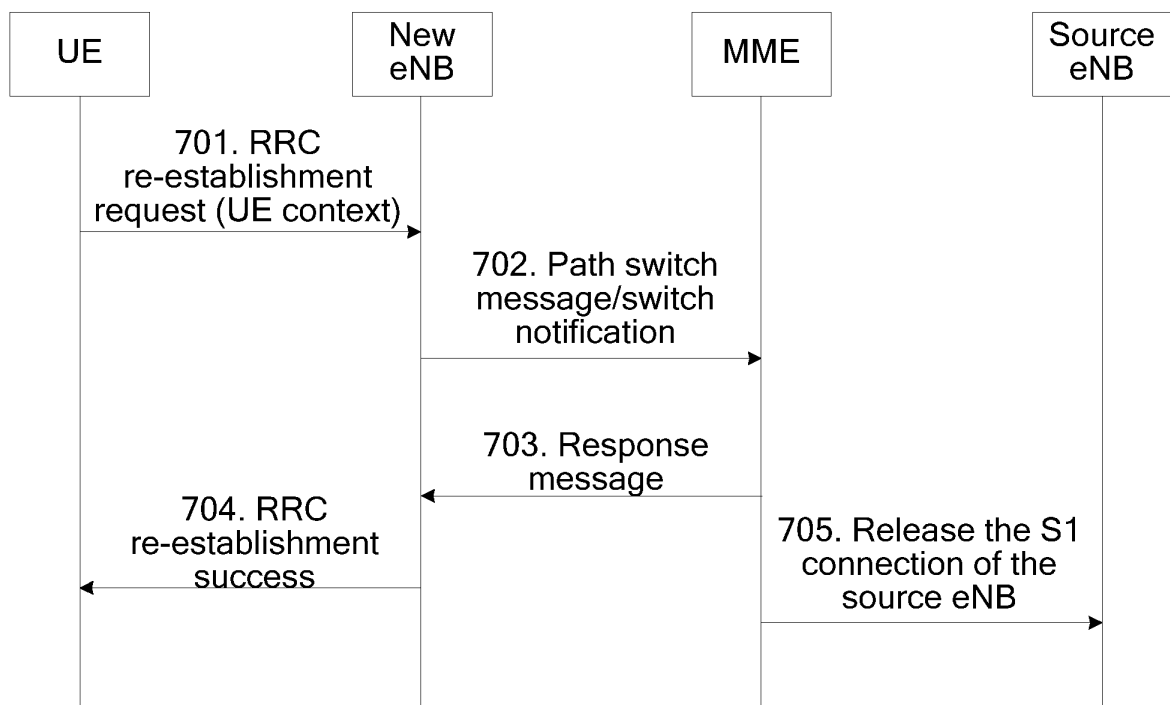 UE
New
eNB
MME
Source
eNB
701. RRC
re-establishment
request (UE context)
702. Path switch
message/switch
notification
703. Response
message
704. RRC
re-establishment
success
705. Release the S1
connection of the
source eNB